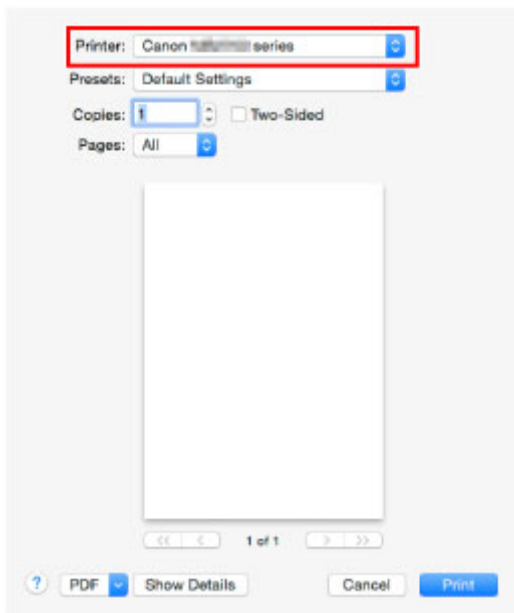 Printer: Canon series
Presets: Default Settings
Copies: 1 Two-Sided
Pages: All
<< < 1 of 1 > >>
? PDF Show Details Cancel Print